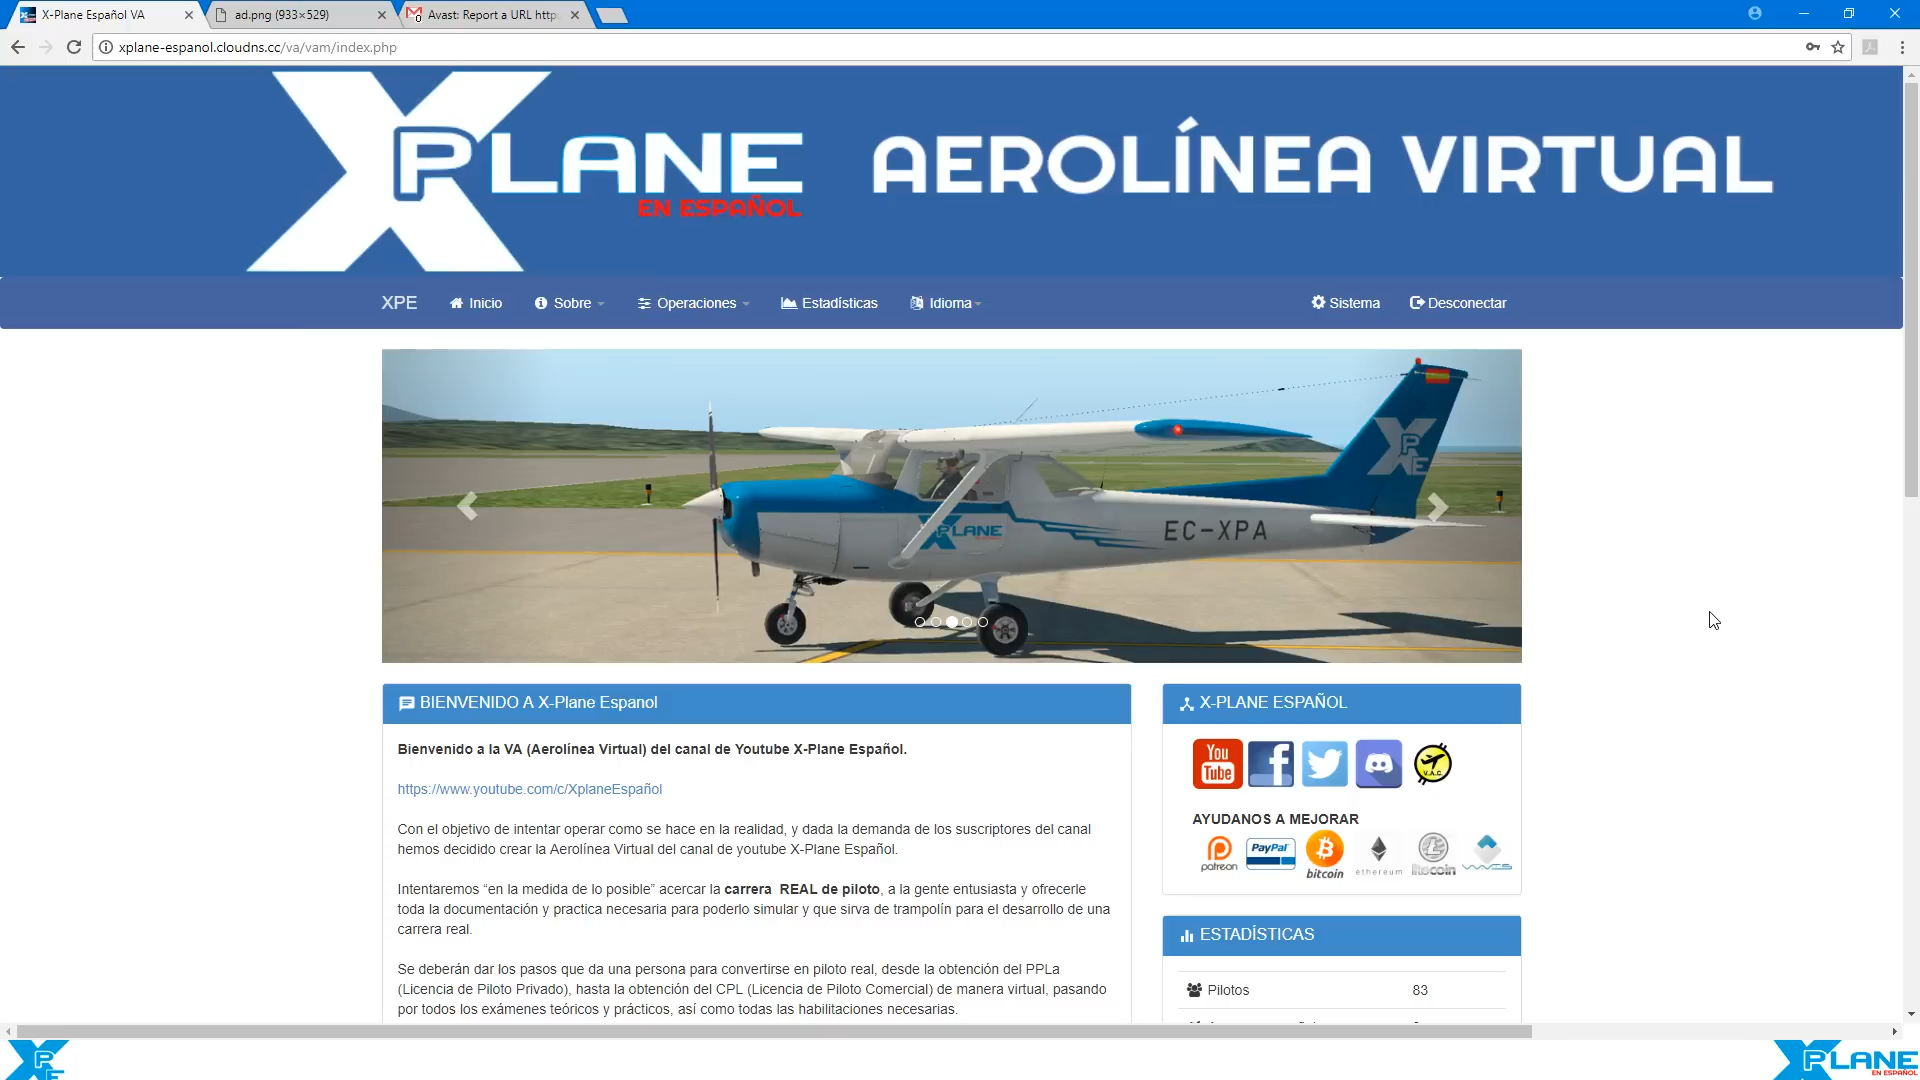 X-Plane Español VA
ad.png (933×529)
Avast: Report a URL http:
xplane-espanol.cloudns.cc/va/vam/index.php
XPLANE
EN ESPAÑOL
AEROLÍNEA VIRTUAL
XPE
Inicio
Sobre
Operaciones
Estadísticas
Idioma
Sistema
Desconectar
XPE
XPLANE
EC-XPA
BIENVENIDO A X-Plane Espanol
Bienvenido a la VA (Aerolínea Virtual) del canal de Youtube X-Plane Español.
https://www.youtube.com/c/XplaneEspañol
Con el objetivo de intentar operar como se hace en la realidad, y dada la demanda de los suscriptores del canal
hemos decidido crear la Aerolínea Virtual del canal de youtube X-Plane Español.
Intentaremos “en la medida de lo posible” acercar la carrera  REAL de piloto, a la gente entusiasta y ofrecerle
toda la documentación y practica necesaria para poderlo simular y que sirva de trampolín para el desarrollo de una
carrera real.
Se deberán dar los pasos que da una persona para convertirse en piloto real, desde la obtención del PPLa
(Licencia de Piloto Privado), hasta la obtención del CPL (Licencia de Piloto Comercial) de manera virtual, pasando
por todos los exámenes teóricos y prácticos, así como todas las habilitaciones necesarias.
X-PLANE ESPAÑOL
You
Tube
V.A.C.
AYUDANOS A MEJORAR
patreon
PayPal
bitcoin
ethereum
litecoin
ESTADÍSTICAS
Pilotos 83
XPE
XPLANE
EN ESPAÑOL